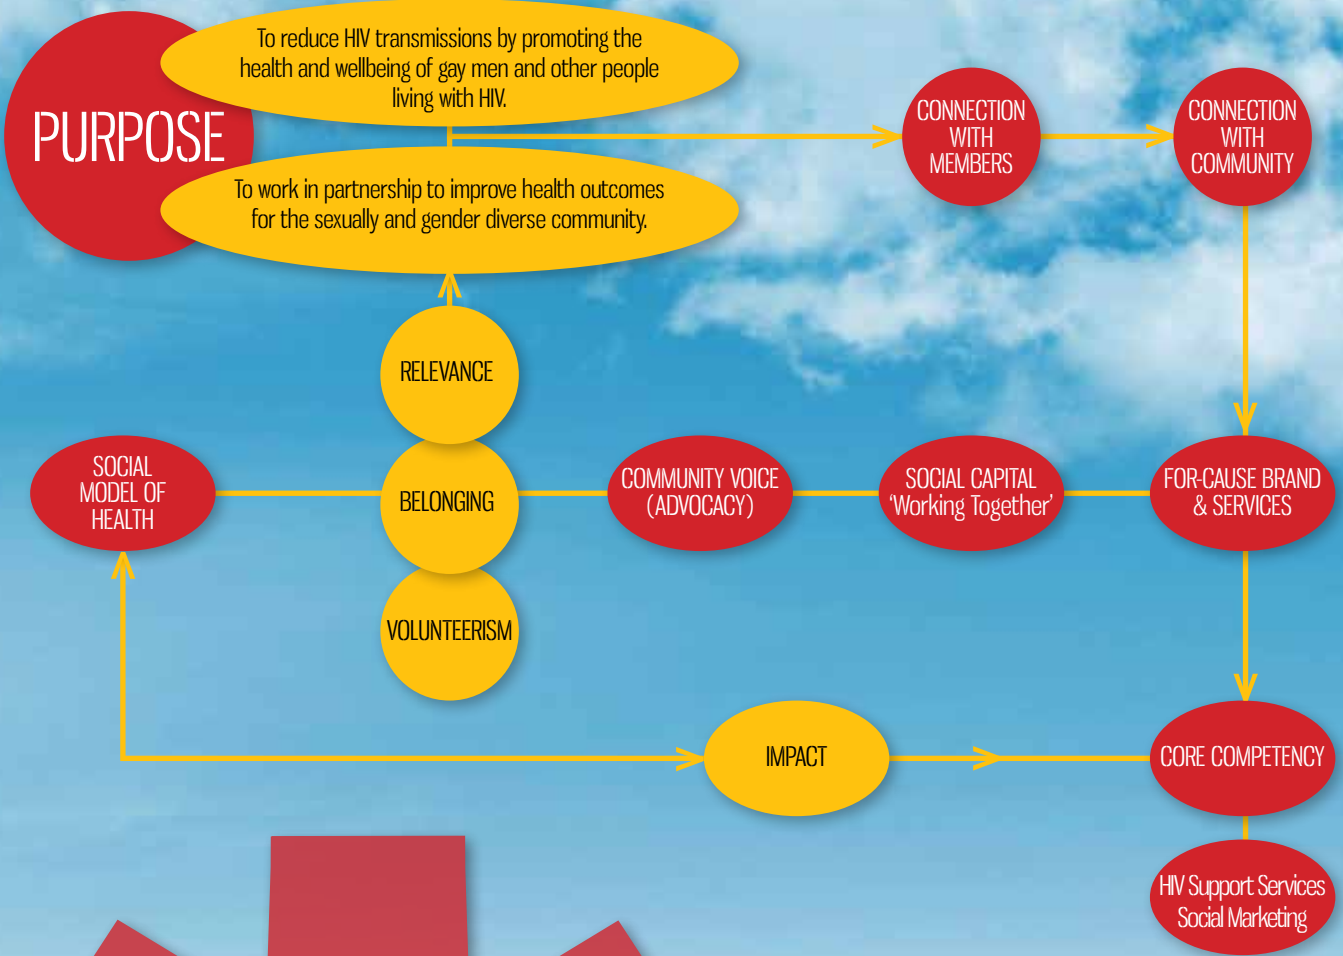 PURPOSE
To reduce HIV transmissions by promoting the
health and wellbeing of gay men and other people
living with HIV.
To work in partnership to improve health outcomes
for the sexually and gender diverse community.
CONNECTION
WITH
MEMBERS
CONNECTION
WITH
COMMUNITY
RELEVANCE
BELONGING
VOLUNTEERISM
SOCIAL
MODEL OF
HEALTH
COMMUNITY VOICE
(ADVOCACY)
SOCIAL CAPITAL
‘Working Together’
FOR-CAUSE BRAND
& SERVICES
IMPACT
CORE COMPETENCY
HIV Support Services
Social Marketing